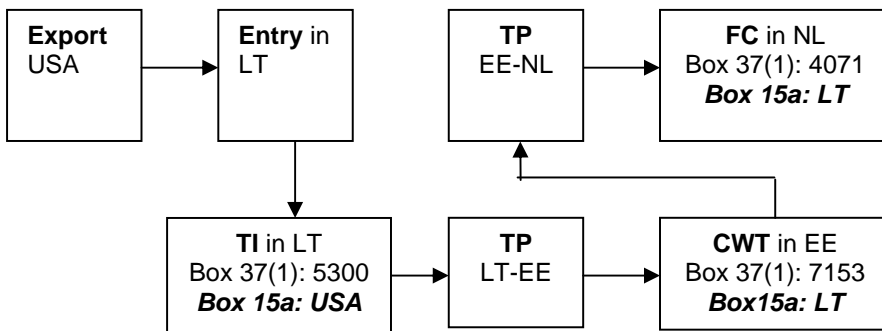 Export
USA
Entry in
LT
TI in LT
Box 37(1): 5300
Box 15a: USA
TP
LT-EE
CWT in EE
Box 37(1): 7153
Box15a: LT
TP
EE-NL
FC in NL
Box 37(1): 4071
Box 15a: LT